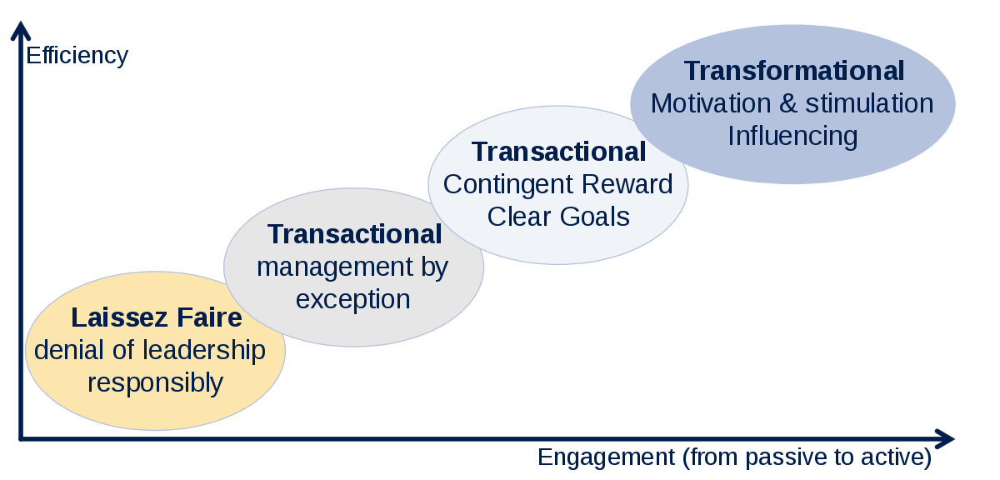 Efficiency
Transformational
Motivation & stimulation
Influencing
Transactional
Contingent Reward
Clear Goals
Transactional
management by
exception
Laissez Faire
denial of leadership
responsibly
Engagement (from passive to active)